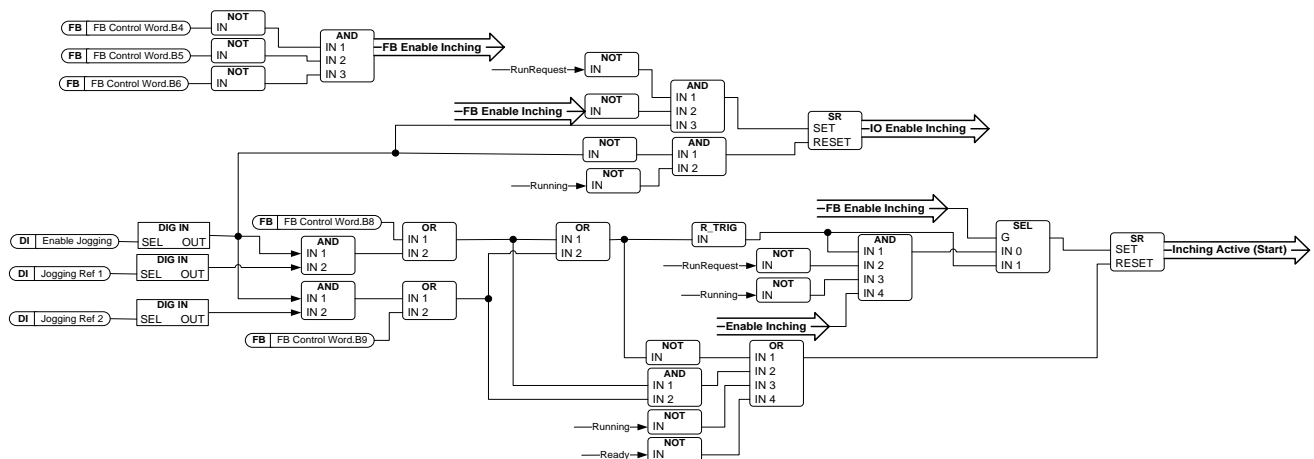 FB FB Control Word.B4
NOT
IN
FB FB Control Word.B5
NOT
IN
FB FB Control Word.B6
NOT
IN
AND
IN 1
IN 2
IN 3
FB Enable Inching
RunRequest
NOT
IN
FB Enable Inching
NOT
IN
AND
IN 1
IN 2
IN 3
NOT
IN
Running
NOT
IN
AND
IN 1
IN 2
SR
SET
RESET
IO Enable Inching
DI Enable Jogging
DIG IN
SEL OUT
DI Jogging Ref 1
DIG IN
SEL OUT
DI Jogging Ref 2
DIG IN
SEL OUT
AND
IN 1
IN 2
AND
IN 1
IN 2
FB FB Control Word.B8
OR
IN 1
IN 2
OR
IN 1
IN 2
FB FB Control Word.B9
OR
IN 1
IN 2
R_TRIG
IN
RunRequest
NOT
IN
Running
NOT
IN
Enable Inching
AND
IN 1
IN 2
IN 3
IN 4
FB Enable Inching
SEL
G
IN 0
IN 1
SR
SET
RESET
Inching Active (Start)
NOT
IN
AND
IN 1
IN 2
Running
NOT
IN
Ready
NOT
IN
OR
IN 1
IN 2
IN 3
IN 4